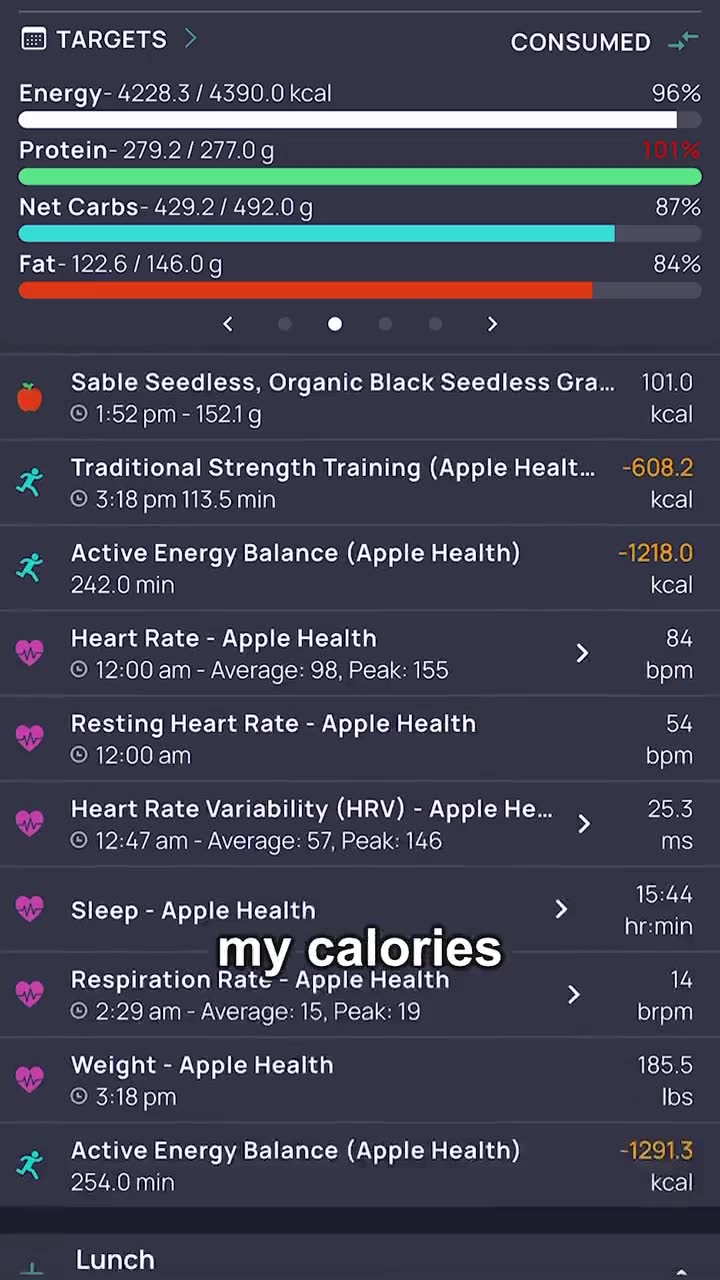 TARGETS
CONSUMED
Energy- 4228.3 / 4390.0 kcal 96%
Protein- 279.2 / 277.0 g 101%
Net Carbs- 429.2 / 492.0 g 87%
Fat- 122.6 / 146.0 g 84%
Sable Seedless, Organic Black Seedless Gra... 101.0
1:52 pm - 152.1 g kcal
Traditional Strength Training (Apple Healt... -608.2
3:18 pm 113.5 min kcal
Active Energy Balance (Apple Health) -1218.0
242.0 min kcal
Heart Rate - Apple Health 84
12:00 am - Average: 98, Peak: 155 bpm
Resting Heart Rate - Apple Health 54
12:00 am bpm
Heart Rate Variability (HRV) - Apple He... 25.3
12:47 am - Average: 57, Peak: 146 ms
Sleep - Apple Health 15:44
hr:min
my calories
Respiration Rate - Apple Health 14
2:29 am - Average: 15, Peak: 19 brpm
Weight - Apple Health 185.5
3:18 pm lbs
Active Energy Balance (Apple Health) -1291.3
254.0 min kcal
Lunch